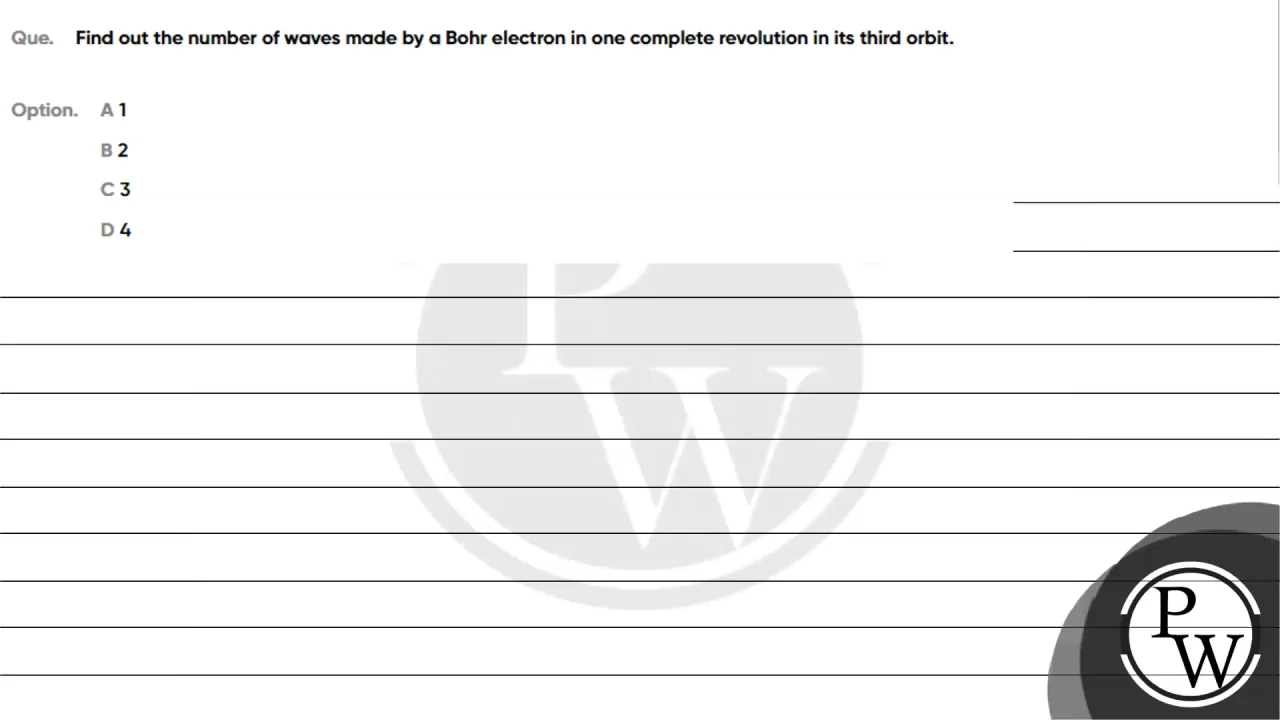 Que. Find out the number of waves made by a Bohr electron in one complete revolution in its third orbit.
Option. A 1
B 2
C 3
D 4
P
W
P
W